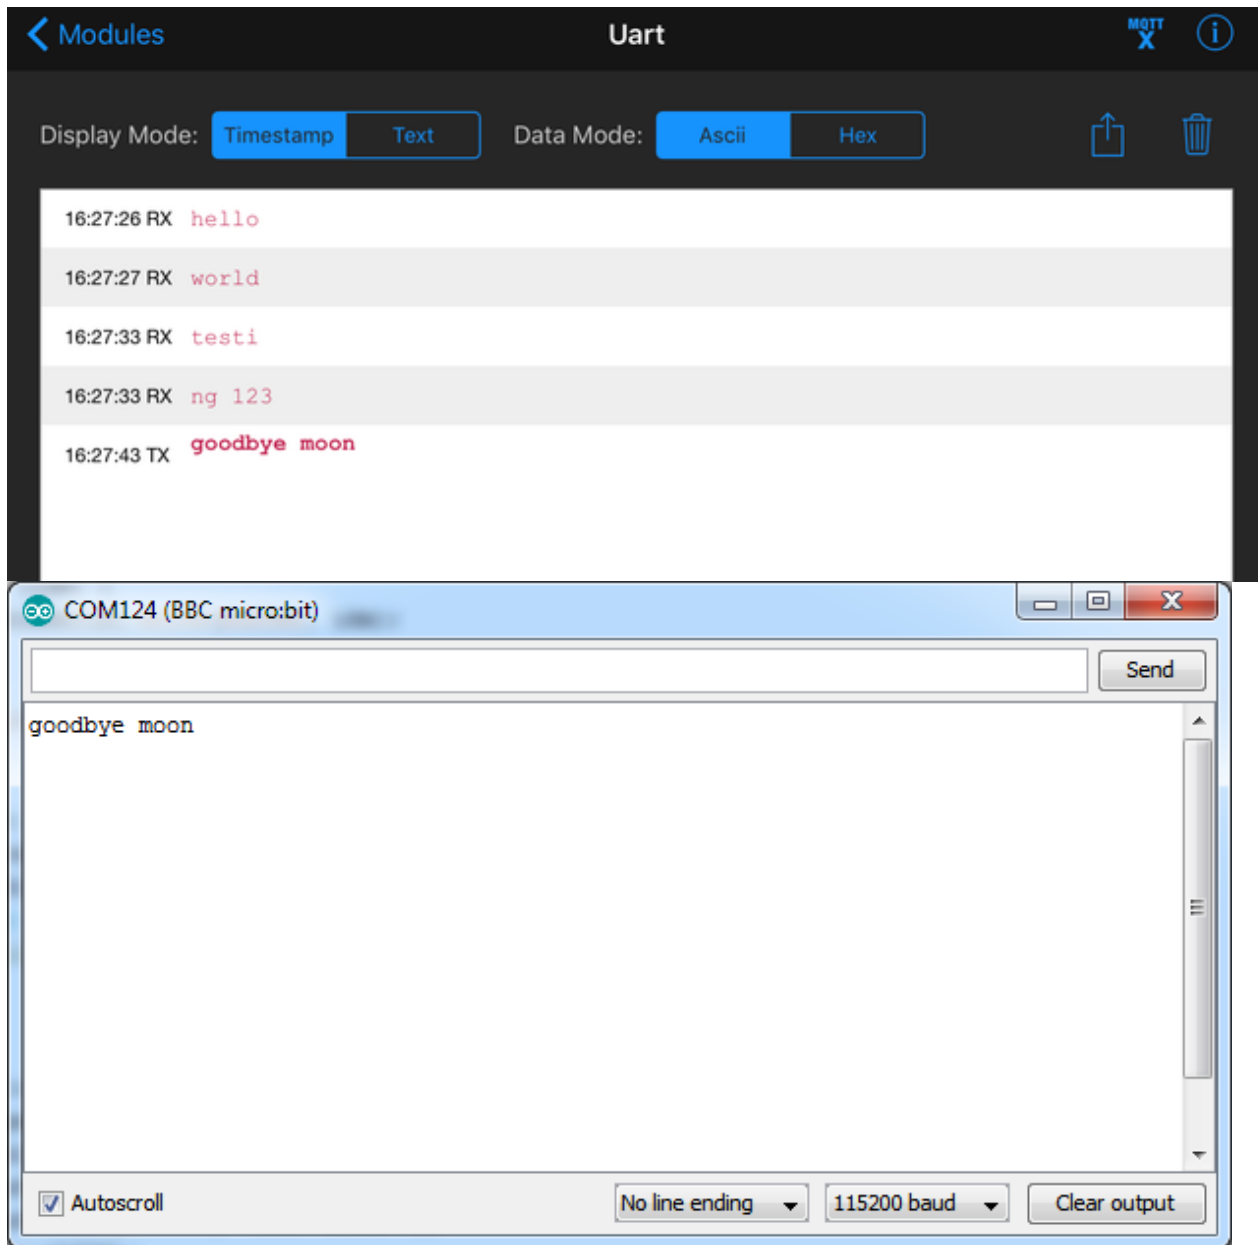 Modules Uart MQTT X i
Display Mode: Timestamp Text Data Mode: Ascii Hex
16:27:26 RX hello
16:27:27 RX world
16:27:33 RX testi
16:27:33 RX ng 123
16:27:43 TX goodbye moon
COM124 (BBC micro:bit)
Send
goodbye moon
Autoscroll No line ending 115200 baud Clear output